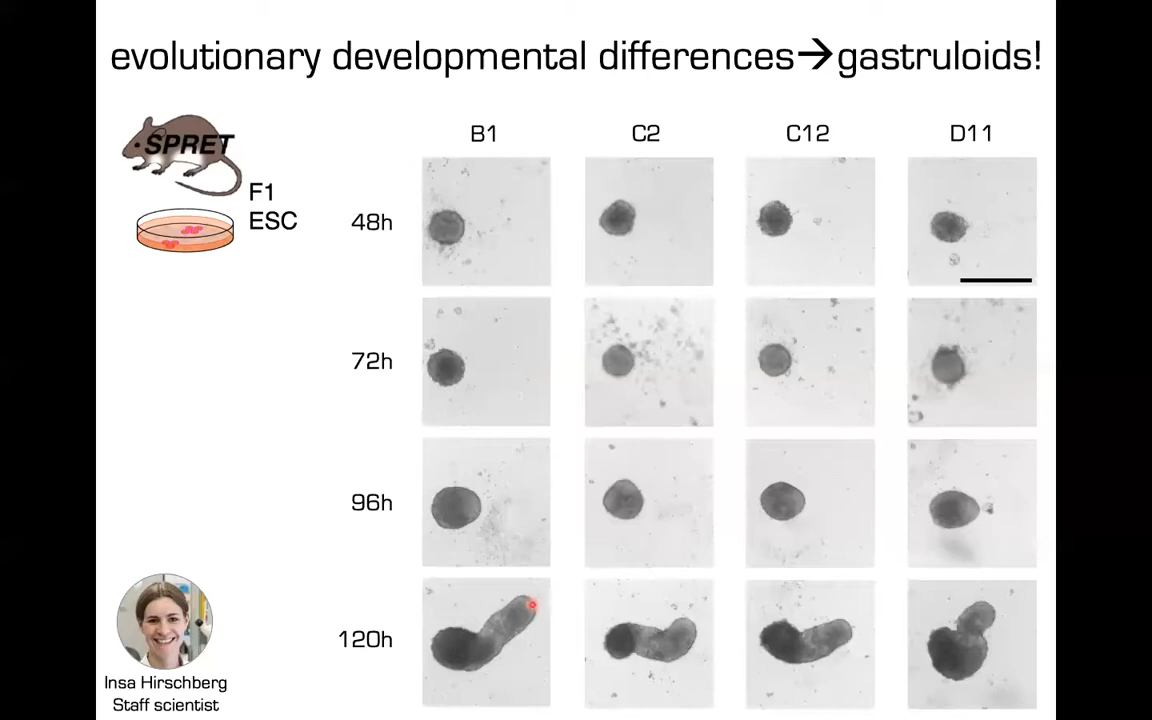 evolutionary developmental differences→gastruloids!
SPRET
F1
ESC
B1 C2 C12 D11
48h
72h
96h
120h
Insa Hirschberg
Staff scientist